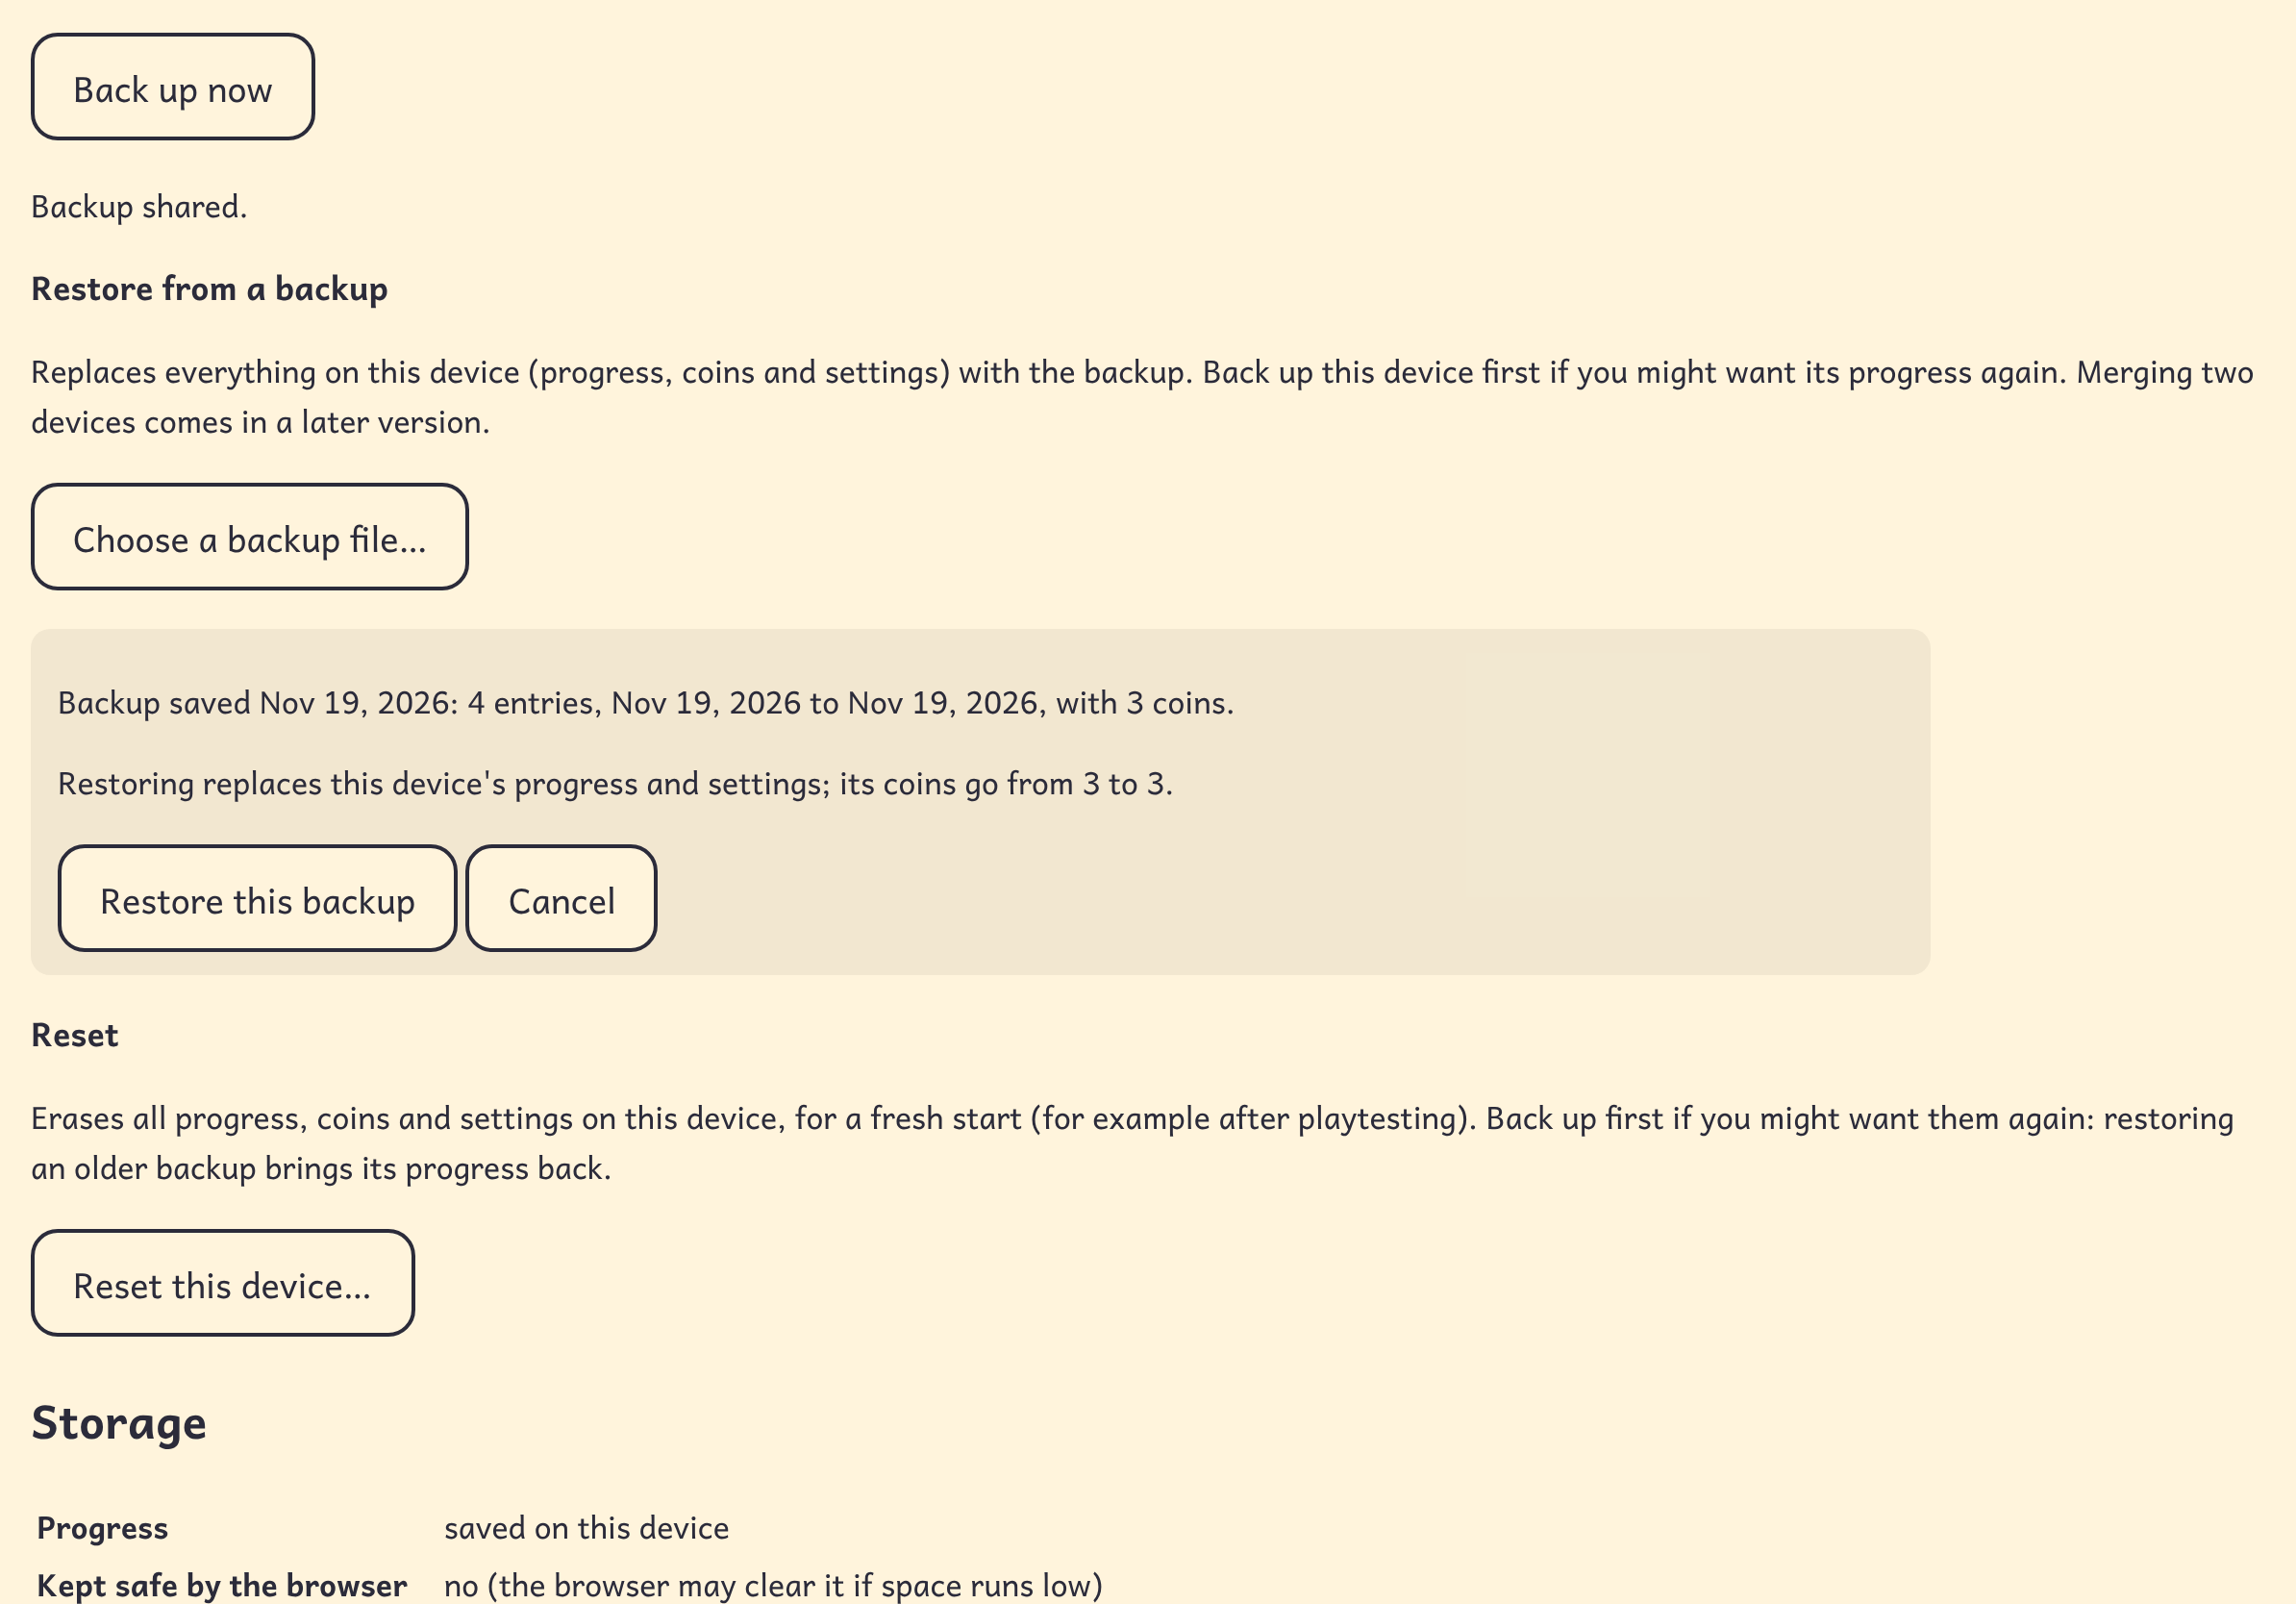 Back up now
Backup shared.
Restore from a backup
Replaces everything on this device (progress, coins and settings) with the backup. Back up this device first if you might want its progress again. Merging two
devices comes in a later version.
Choose a backup file...
Backup saved Nov 19, 2026: 4 entries, Nov 19, 2026 to Nov 19, 2026, with 3 coins.
Restoring replaces this device's progress and settings; its coins go from 3 to 3.
Restore this backup Cancel
Reset
Erases all progress, coins and settings on this device, for a fresh start (for example after playtesting). Back up first if you might want them again: restoring
an older backup brings its progress back.
Reset this device...
Storage
Progress saved on this device
Kept safe by the browser no (the browser may clear it if space runs low)